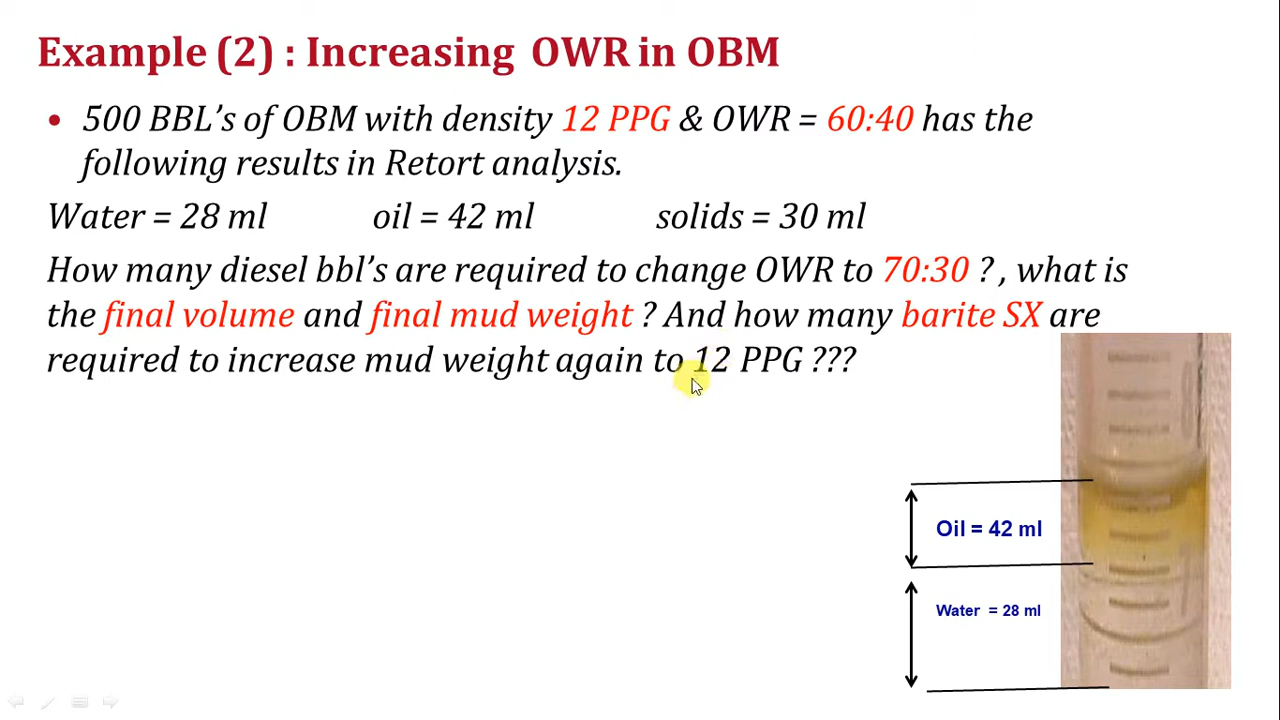 Example (2) : Increasing OWR in OBM
• 500 BBL’s of OBM with density 12 PPG & OWR = 60:40 has the
following results in Retort analysis.
Water = 28 ml oil = 42 ml solids = 30 ml
How many diesel bbl’s are required to change OWR to 70:30 ? , what is
the final volume and final mud weight ? And how many barite SX are
required to increase mud weight again to 12 PPG ???
Oil = 42 ml
Water = 28 ml